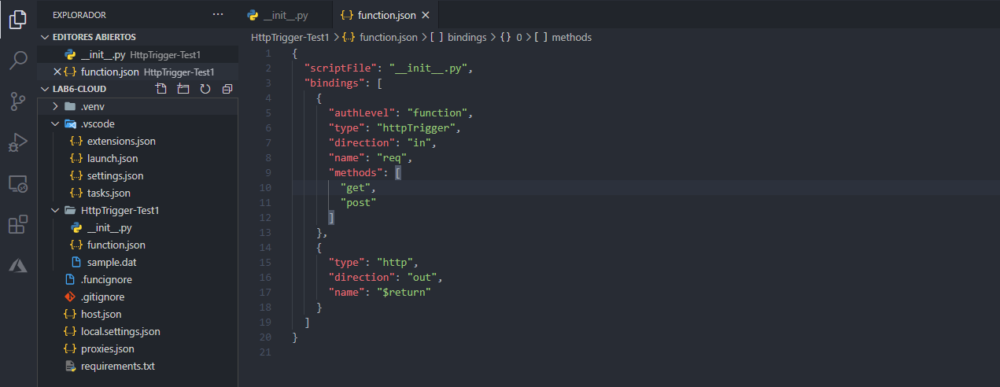 EXPLORADOR ···
EDITORES ABIERTOS
__init__.py HttpTrigger-Test1
function.json HttpTrigger-Test1
LAB6-CLOUD
.venv
.vscode
extensions.json
launch.json
settings.json
tasks.json
HttpTrigger-Test1
__init__.py
function.json
sample.dat
.funcignore
.gitignore
host.json
local.settings.json
proxies.json
requirements.txt
__init__.py
{..} function.json
HttpTrigger-Test1 > {..} function.json > [ ] bindings > {} 0 > [ ] methods
1 {
2   "scriptFile": "__init__.py",
3   "bindings": [
4     {
5       "authLevel": "function",
6       "type": "httpTrigger",
7       "direction": "in",
8       "name": "req",
9       "methods": [
10         "get",
11         "post"
12       ]
13     },
14     {
15       "type": "http",
16       "direction": "out",
17       "name": "$return"
18     }
19   ]
20 }
21